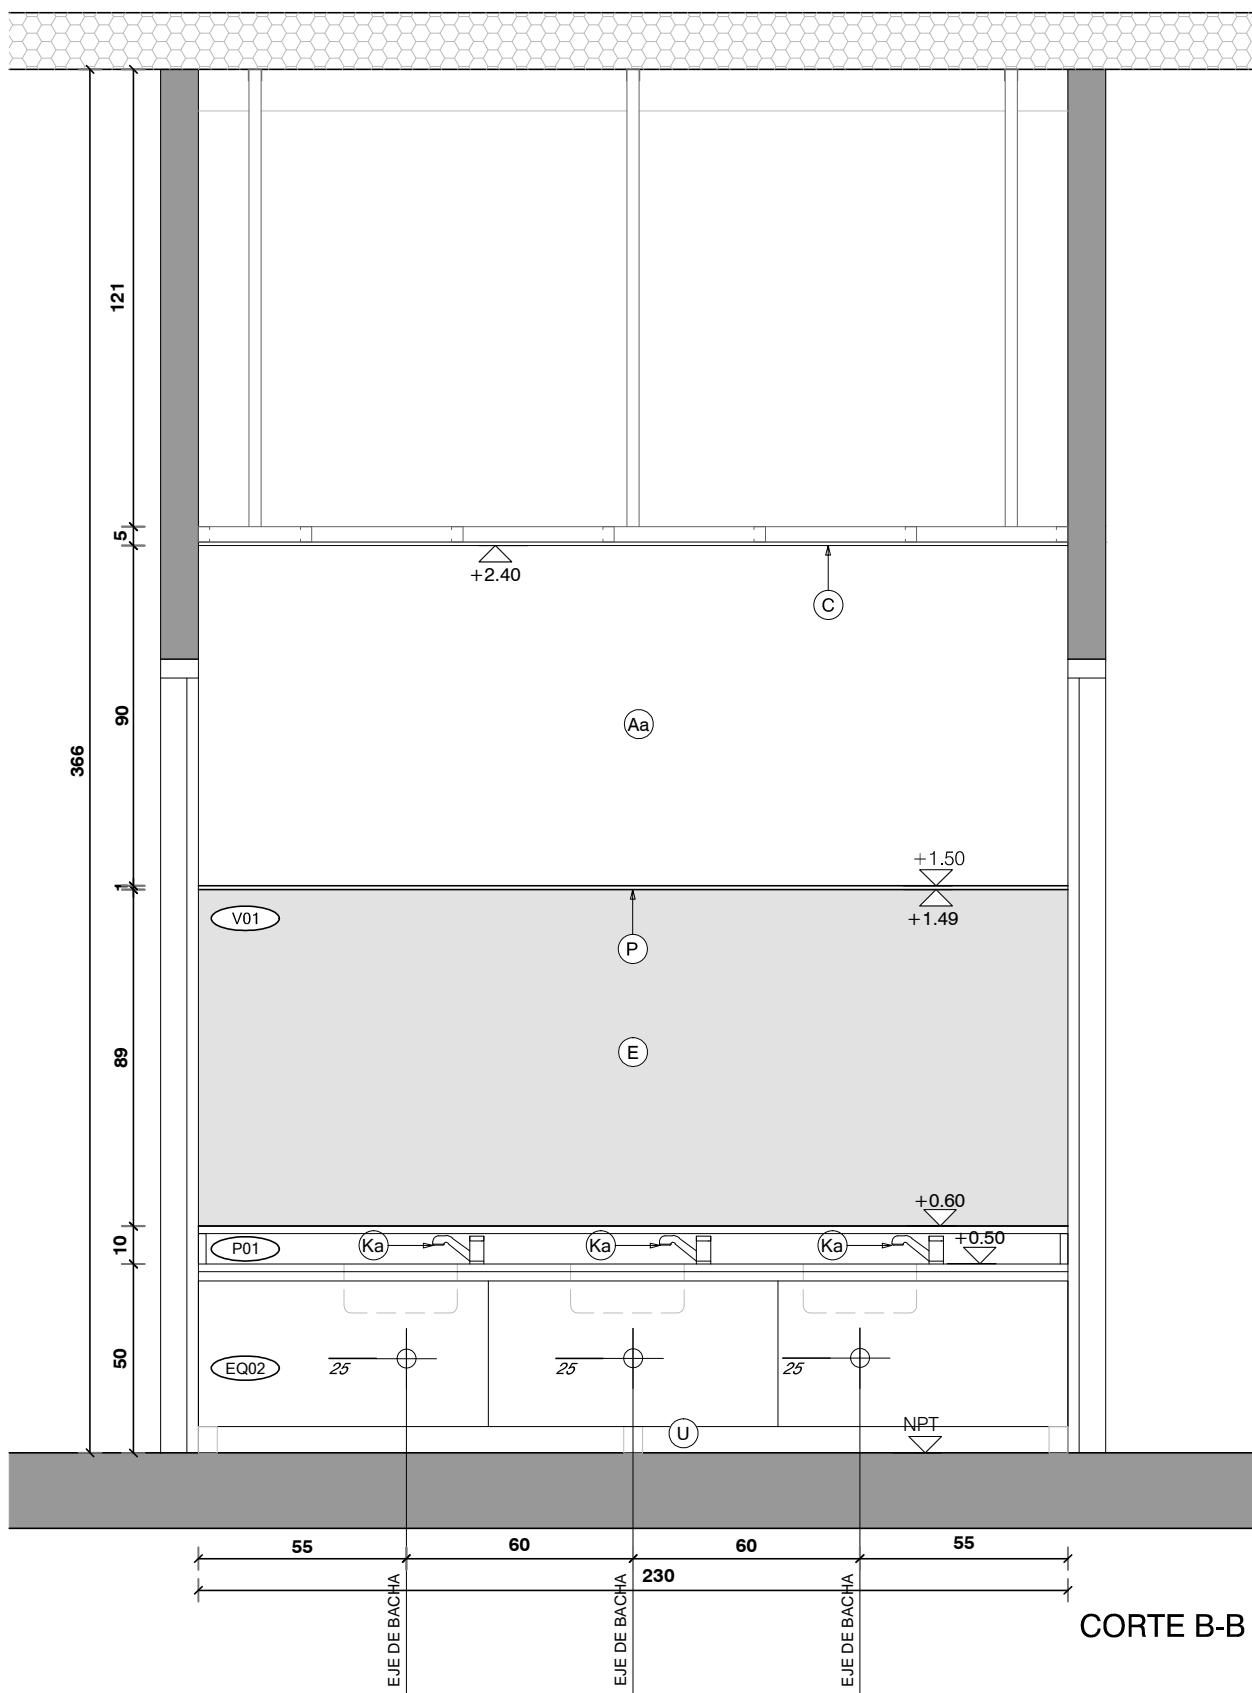 121
5
+2.40
C
90
Aa
366
+1.50
1
V01
+1.49
P
89
E
+0.60
10
P01
Ka
Ka
Ka
+0.50
50
EQ02
25
25
25
U
NPT
55
60
60
55
230
EJE DE BACHA
EJE DE BACHA
EJE DE BACHA
CORTE B-B